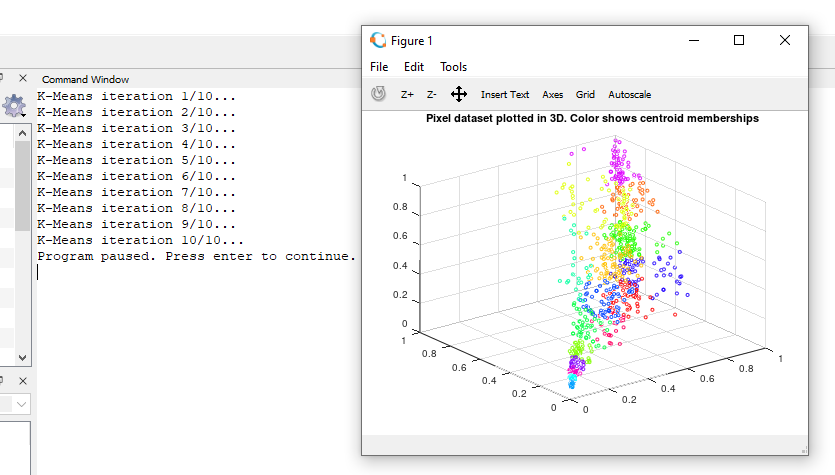 Figure 1
File Edit Tools
Command Window
Z+ Z- Insert Text Axes Grid Autoscale
K-Means iteration 1/10...
K-Means iteration 2/10...
K-Means iteration 3/10...
K-Means iteration 4/10...
K-Means iteration 5/10...
K-Means iteration 6/10...
K-Means iteration 7/10...
K-Means iteration 8/10...
K-Means iteration 9/10...
K-Means iteration 10/10...
Program paused. Press enter to continue.
Pixel dataset plotted in 3D. Color shows centroid memberships
1
0.8
0.6
0.4
0.2
0
1
0.8
0.6
0.4
0.2
0
0
0.2
0.4
0.6
0.8
1